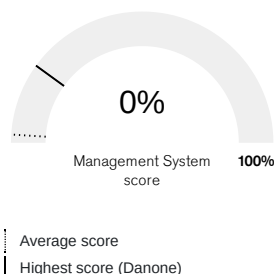 0%
Management System 100%
score
Average score
Highest score (Danone)